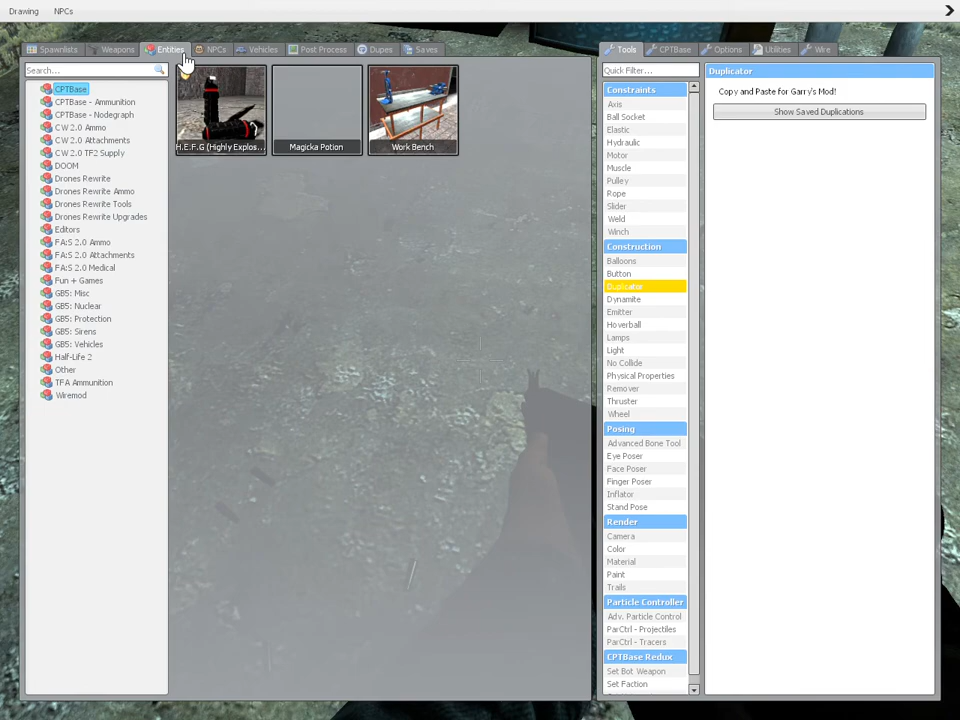 Drawing NPCs
Spawnlists Weapons Entities NPCs Vehicles Post Process Dupes Saves
Search...
CPTBase
CPTBase - Ammunition
CPTBase - Nodegraph
CW 2.0 Ammo
CW 2.0 Attachments
CW 2.0 TF2 Supply
DOOM
Drones Rewrite
Drones Rewrite Ammo
Drones Rewrite Tools
Drones Rewrite Upgrades
Editors
FA:S 2.0 Ammo
FA:S 2.0 Attachments
FA:S 2.0 Medical
Fun + Games
GB5: Misc
GB5: Nuclear
GB5: Protection
GB5: Sirens
GB5: Vehicles
Half-Life 2
Other
TFA Ammunition
Wiremod
H.E.F.G (Highly Explos...
Magicka Potion
Work Bench
Tools CPTBase Options Utilities Wire
Quick Filter...
Constraints
Axis
Ball Socket
Elastic
Hydraulic
Motor
Muscle
Pulley
Rope
Slider
Weld
Winch
Construction
Balloons
Button
Duplicator
Dynamite
Emitter
Hoverball
Lamps
Light
No Collide
Physical Properties
Remover
Thruster
Wheel
Posing
Advanced Bone Tool
Eye Poser
Face Poser
Finger Poser
Inflator
Stand Pose
Render
Camera
Color
Material
Paint
Trails
Particle Controller
Adv. Particle Control
ParCtrl - Projectiles
ParCtrl - Tracers
CPTBase Redux
Set Bot Weapon
Set Faction
Duplicator
Copy and Paste for Garry's Mod!
Show Saved Duplications